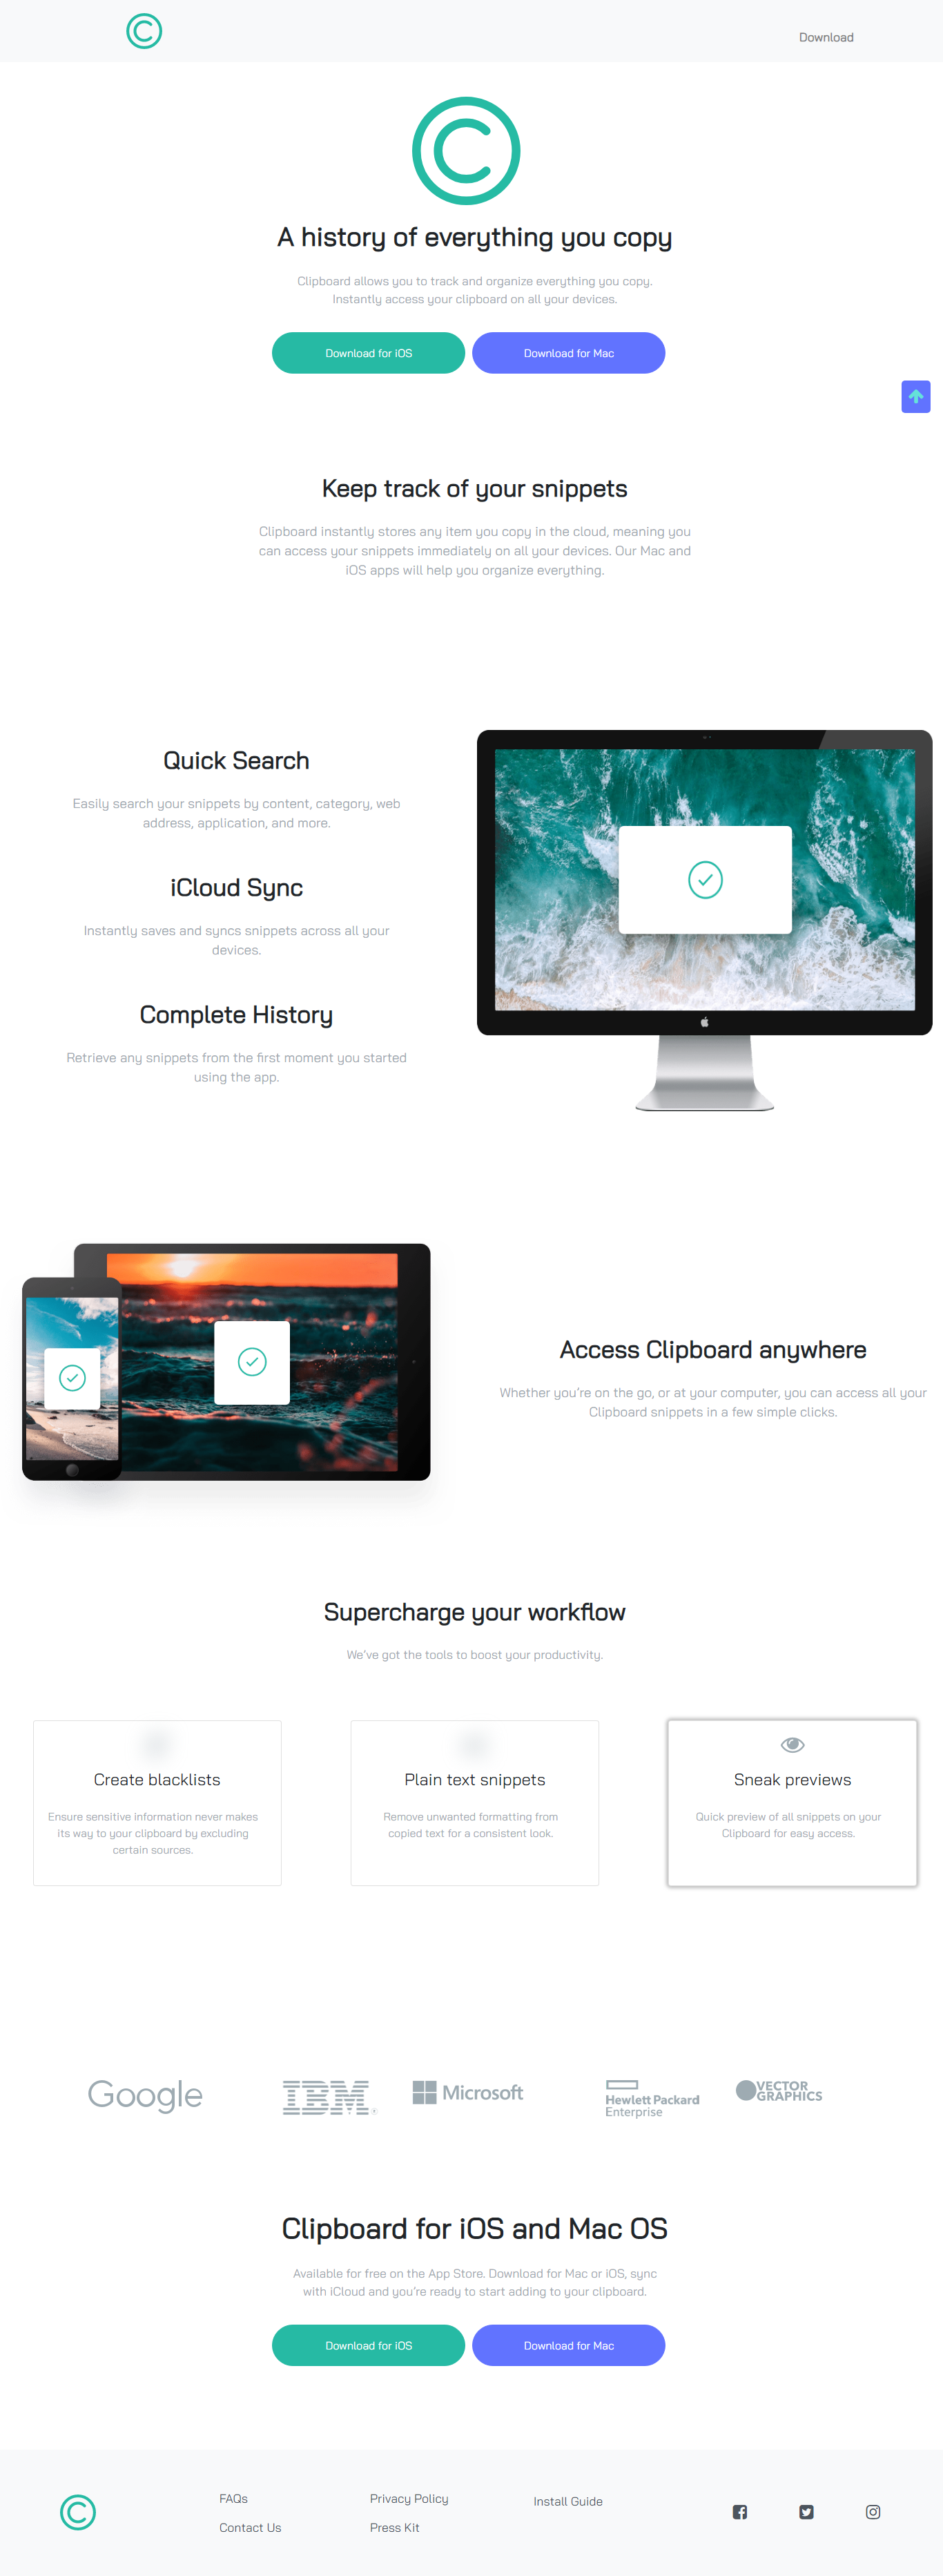 Download
A history of everything you copy
Clipboard allows you to track and organize everything you copy.
Instantly access your clipboard on all your devices.
Download for iOS
Download for Mac
Keep track of your snippets
Clipboard instantly stores any item you copy in the cloud, meaning you
can access your snippets immediately on all your devices. Our Mac and
iOS apps will help you organize everything.
Quick Search
Easily search your snippets by content, category, web
address, application, and more.
iCloud Sync
Instantly saves and syncs snippets across all your
devices.
Complete History
Retrieve any snippets from the first moment you started
using the app.
Access Clipboard anywhere
Whether you’re on the go, or at your computer, you can access all your
Clipboard snippets in a few simple clicks.
Supercharge your workflow
We’ve got the tools to boost your productivity.
Create blacklists
Ensure sensitive information never makes
its way to your clipboard by excluding
certain sources.
Plain text snippets
Remove unwanted formatting from
copied text for a consistent look.
Sneak previews
Quick preview of all snippets on your
Clipboard for easy access.
Google
IBM
Microsoft
Hewlett Packard
Enterprise
VECTOR
GRAPHICS
Clipboard for iOS and Mac OS
Available for free on the App Store. Download for Mac or iOS, sync
with iCloud and you’re ready to start adding to your clipboard.
Download for iOS
Download for Mac
FAQs
Contact Us
Privacy Policy
Press Kit
Install Guide